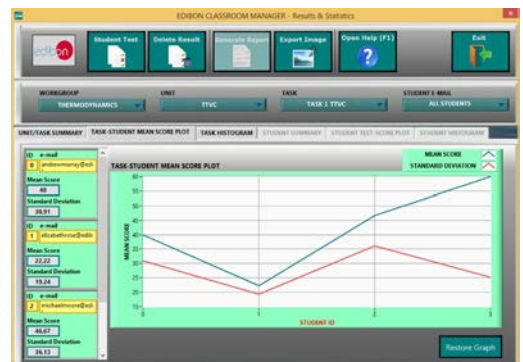 EDIBON CLASSROOM MANAGER - Results & Statistics
edibon
Student Test
Delete Result
Generate Report
Export Image
Open Help (F1)
Exit
WORKGROUP
THERMODYNAMICS
UNIT
TTVC
TASK
TASK 1 TTVC
STUDENT E-MAIL
ALL STUDENTS
UNIT/TASK SUMMARY
TASK-STUDENT MEAN SCORE PLOT
TASK HISTOGRAM
STUDENT SUMMARY
STUDENT TEST-SCORE PLOT
STUDENT HISTOGRAM
ID e-mail
Mean Score
40
Standard Deviation
30,91
ID e-mail
1 elizabethrose@edib
Mean Score
22,22
Standard Deviation
19,24
ID e-mail
2 michaelmoore@edi
Mean Score
46,67
Standard Deviation
36,13
TASK-STUDENT MEAN SCORE PLOT
MEAN SCORE
STANDARD DEVIATION
60
55
50
45
40
35
30
25
20
15
MEAN SCORE
0
1
2
3
STUDENT ID
Restore Graph